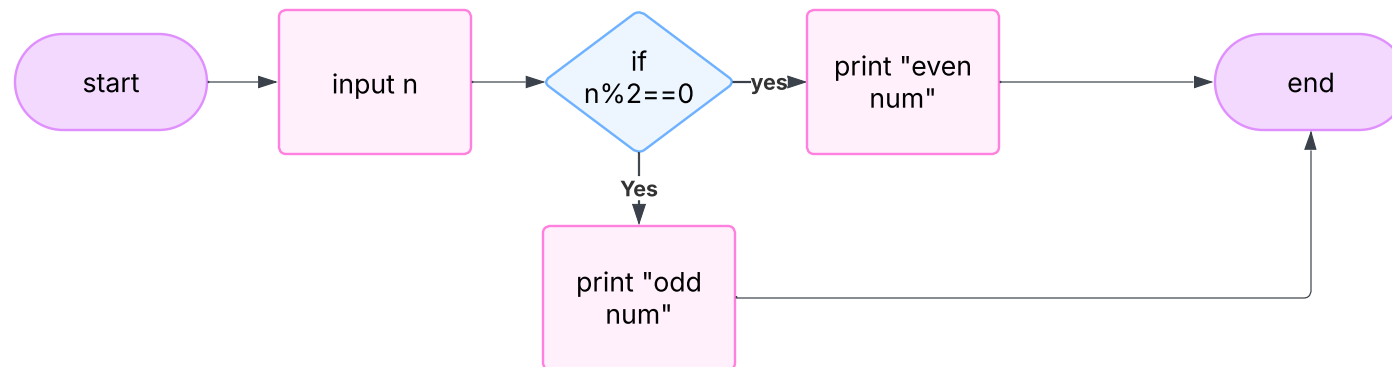 start
input n
if
n%2==0
yes
print "even
num"
end
Yes
print "odd
num"